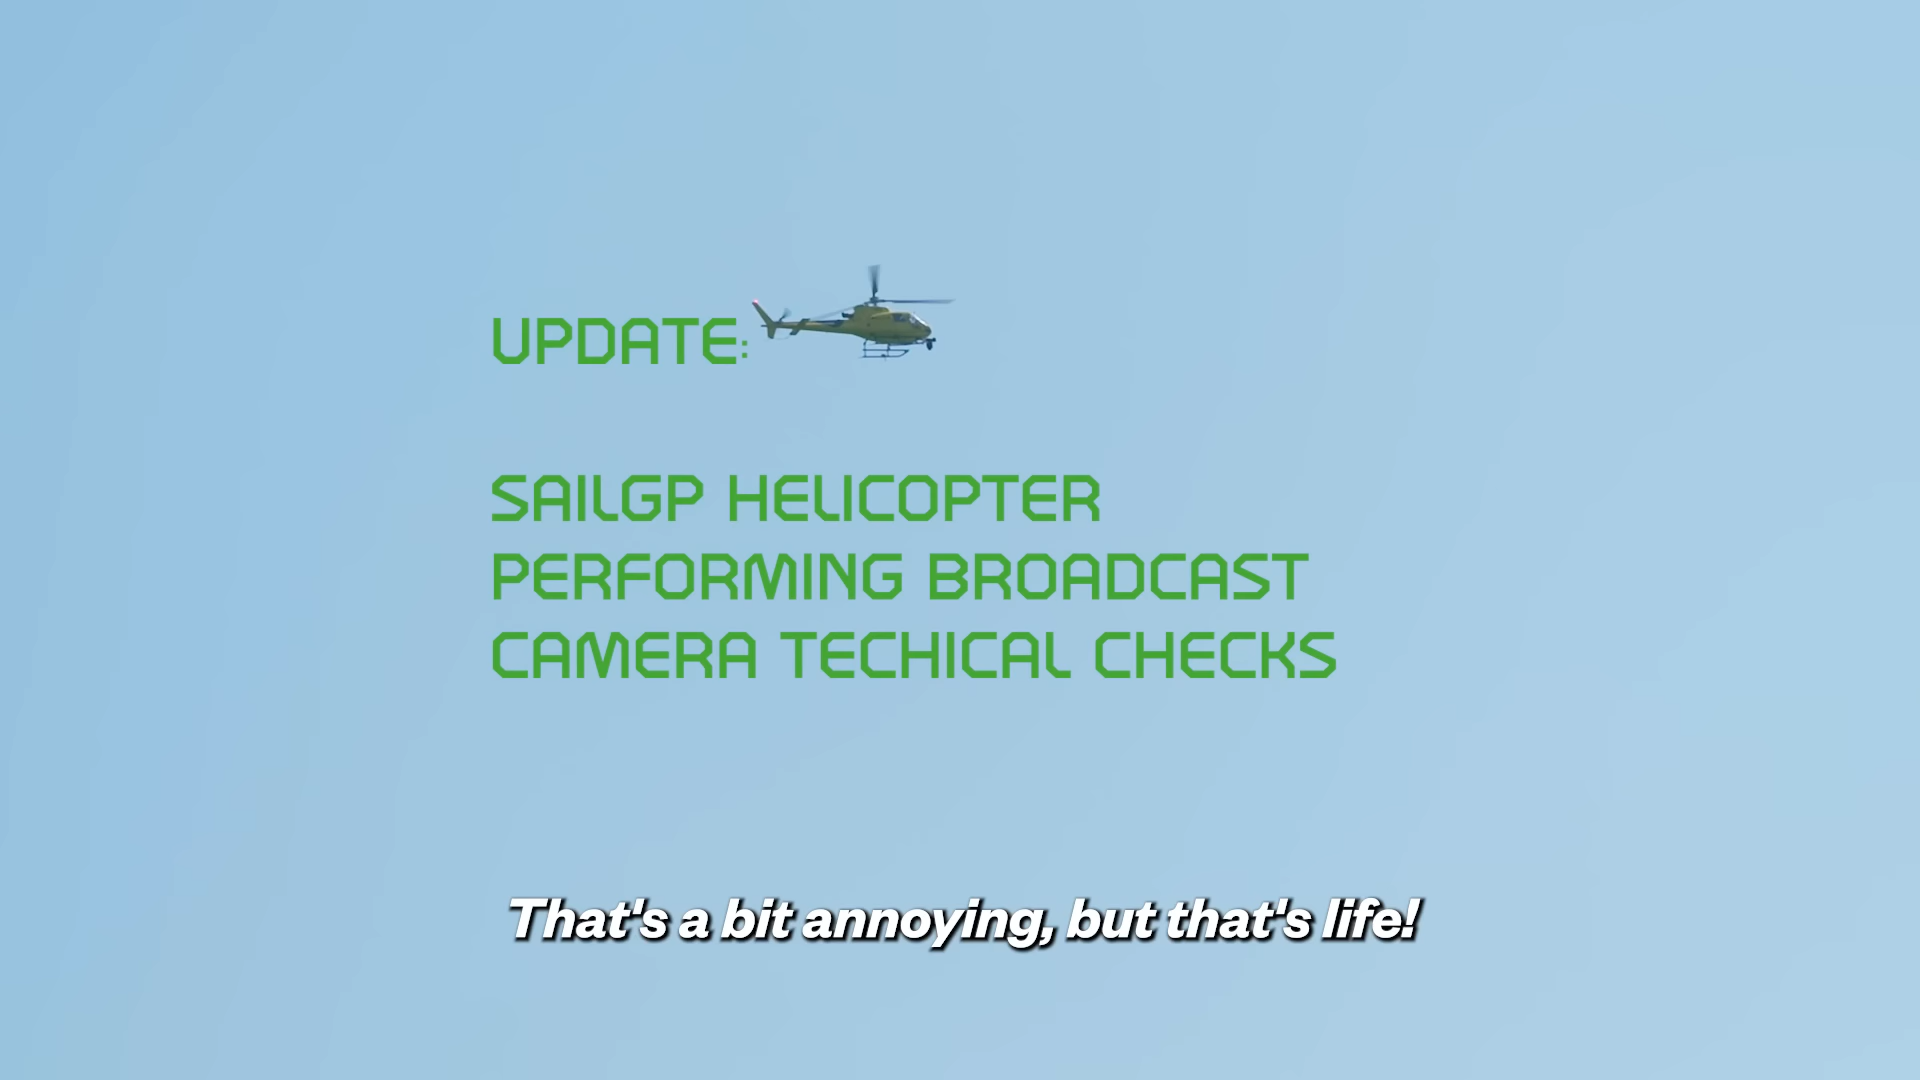 UPDATE:
SAILGP HELICOPTER
PERFORMING BROADCAST
CAMERA TECHICAL CHECKS
That's a bit annoying, but that's life!